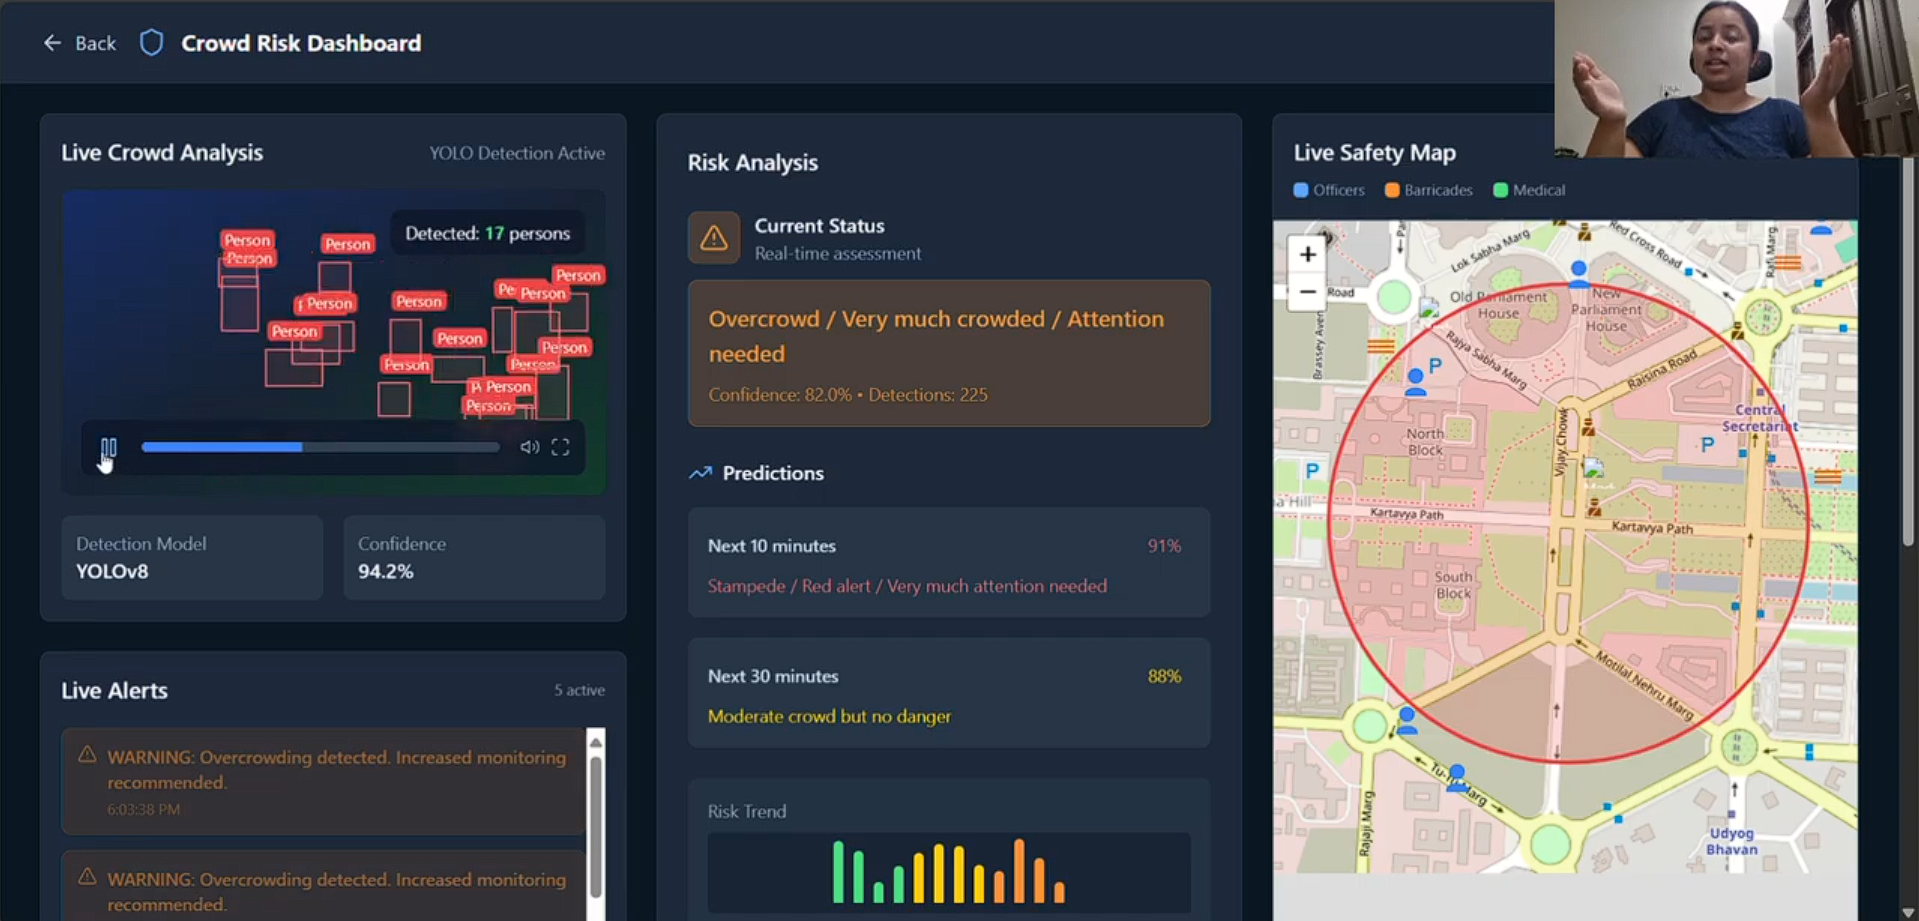 Back
Crowd Risk Dashboard
Live Crowd Analysis
YOLO Detection Active
Detected: 17 persons
Person
Person
Person
Person
Person
Person
Person
Person
Person
Person
Person
Person
Person
Person
Detection Model
YOLOv8
Confidence
94.2%
Live Alerts
5 active
WARNING: Overcrowding detected. Increased monitoring
recommended.
6:03:38 PM
WARNING: Overcrowding detected. Increased monitoring
recommended.
Risk Analysis
Current Status
Real-time assessment
Overcrowd / Very much crowded / Attention
needed
Confidence: 82.0% • Detections: 225
Predictions
Next 10 minutes
91%
Stampede / Red alert / Very much attention needed
Next 30 minutes
88%
Moderate crowd but no danger
Risk Trend
Live Safety Map
Officers
Barricades
Medical
+
−
Road
Lok Sabha Marg
Red Cross Road
Rafi Marg
Old Parliament
House
New
Parliament
House
Rajya Sabha Marg
Raisina Road
P
Central
Secretariat
P
P
North
Block
Vijay Chowk
Kartavya Path
Kartavya Path
South
Block
Motilal Nehru Marg
Rajaji Marg
Udyog
Bhavan